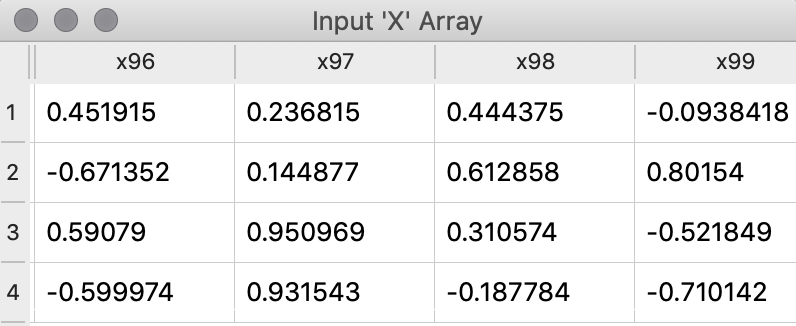 Input 'X' Array
x96 x97 x98 x99
1 0.451915 0.236815 0.444375 -0.0938418
2 -0.671352 0.144877 0.612858 0.80154
3 0.59079 0.950969 0.310574 -0.521849
4 -0.599974 0.931543 -0.187784 -0.710142